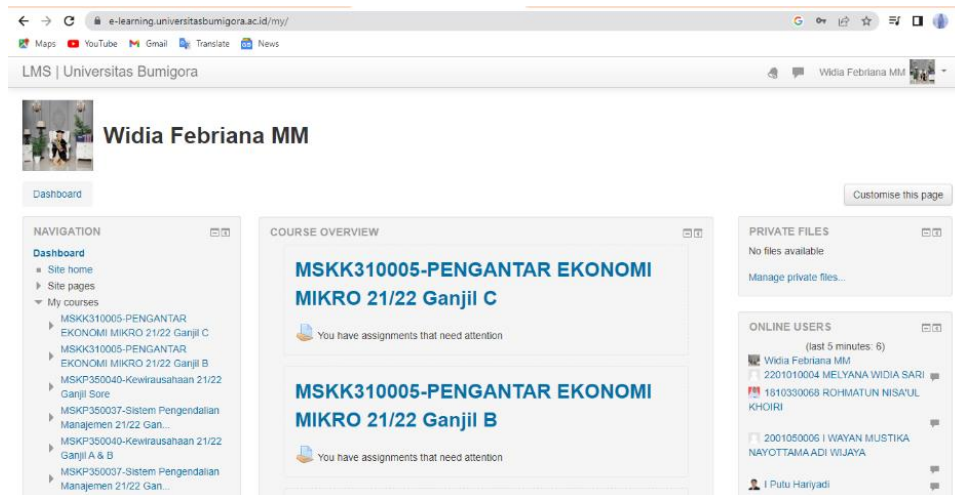 e-learning.universitasbumigora.ac.id/my/
Maps YouTube Gmail Translate News
LMS | Universitas Bumigora
Widia Febriana MM
Widia Febriana MM
Dashboard
Customise this page
NAVIGATION
Dashboard
Site home
Site pages
My courses
MSKK310005-PENGANTAR
EKONOMI MIKRO 21/22 Ganjil C
MSKK310005-PENGANTAR
EKONOMI MIKRO 21/22 Ganjil B
MSKP350040-Kewirausahaan 21/22
Ganjil Sore
MSKP350037-Sistem Pengendalian
Manajemen 21/22 Gan...
MSKP350040-Kewirausahaan 21/22
Ganjil A & B
MSKP350037-Sistem Pengendalian
Manajemen 21/22 Gan...
COURSE OVERVIEW
MSKK310005-PENGANTAR EKONOMI
MIKRO 21/22 Ganjil C
You have assignments that need attention
MSKK310005-PENGANTAR EKONOMI
MIKRO 21/22 Ganjil B
You have assignments that need attention
PRIVATE FILES
No files available
Manage private files...
ONLINE USERS
(last 5 minutes: 6)
Widia Febriana MM
2201010004 MELYANA WIDIA SARI
1810330068 ROHMATUN NISA'UL
KHOIRI
2001050006 I WAYAN MUSTIKA
NAYOTTAMA ADI WIJAYA
I Putu Hariyadi